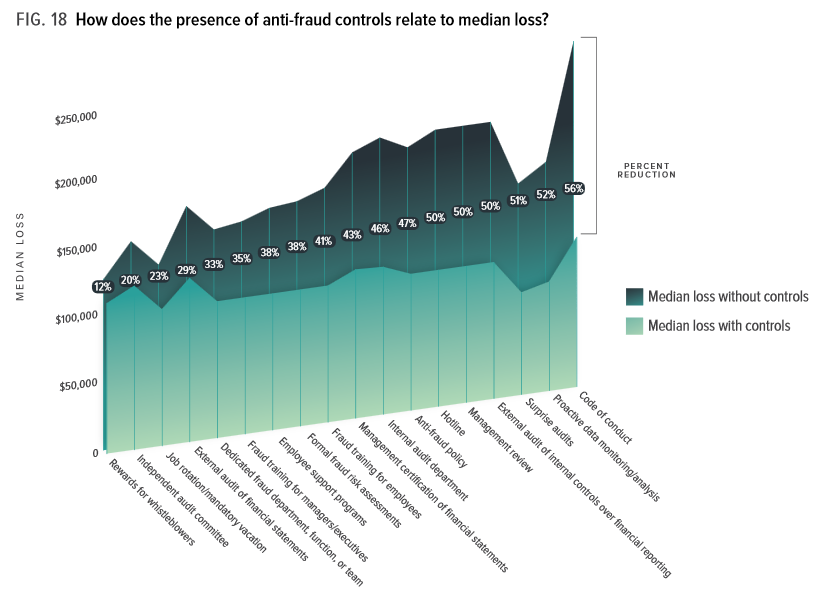 FIG. 18 How does the presence of anti-fraud controls relate to median loss?
$250,000
$200,000
$150,000
$100,000
$50,000
0
MEDIAN LOSS
12%
20%
23%
29%
33%
35%
38%
38%
41%
43%
46%
47%
50%
50%
50%
51%
52%
56%
PERCENT
REDUCTION
Median loss without controls
Median loss with controls
Rewards for whistleblowers
Independent audit committee
Job rotation/mandatory vacation
External audit of financial statements
Dedicated fraud department, function, or team
Fraud training for managers/executives
Employee support programs
Formal fraud risk assessments
Fraud training for employees
Management certification of financial statements
Internal audit department
Anti-fraud policy
Hotline
Management review
External audit of internal controls over financial reporting
Surprise audits
Proactive data monitoring/analysis
Code of conduct